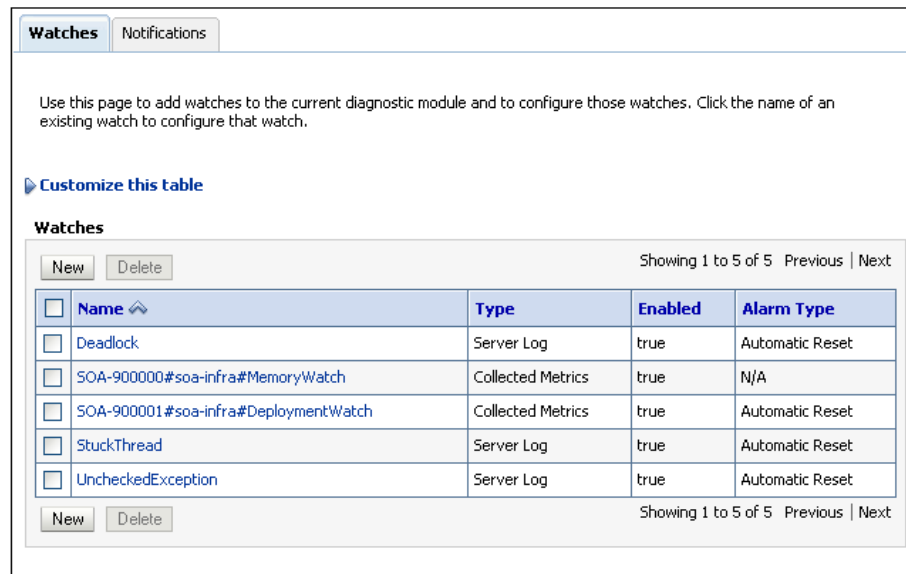 Watches Notifications
Use this page to add watches to the current diagnostic module and to configure those watches. Click the name of an
existing watch to configure that watch.
Customize this table
Watches
New Delete Showing 1 to 5 of 5 Previous | Next
Name Type Enabled Alarm Type
Deadlock Server Log true Automatic Reset
SOA-900000#soa-infra#MemoryWatch Collected Metrics true N/A
SOA-900001#soa-infra#DeploymentWatch Collected Metrics true Automatic Reset
StuckThread Server Log true Automatic Reset
UncheckedException Server Log true Automatic Reset
New Delete Showing 1 to 5 of 5 Previous | Next